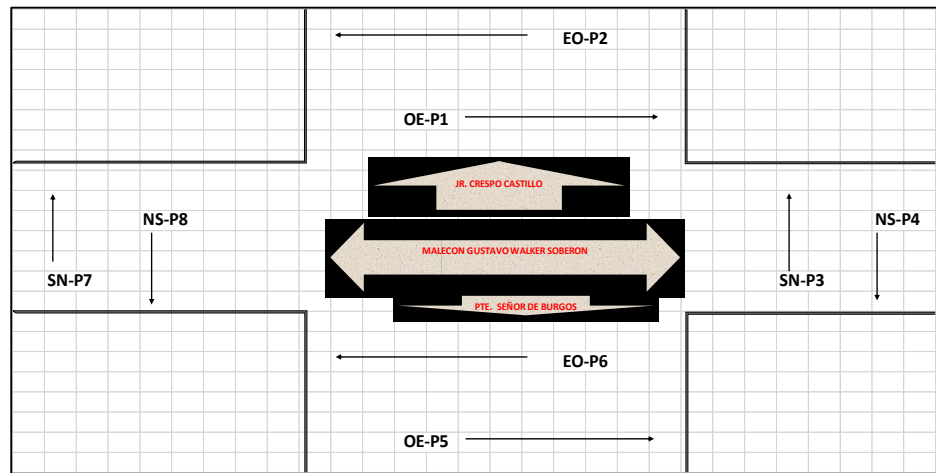 EO-P2
OE-P1
JR. CRESPO CASTILLO
NS-P8
NS-P4
MALECON GUSTAVO WALKER SOBERON
SN-P7
SN-P3
PTE. SEÑOR DE BURGOS
EO-P6
OE-P5